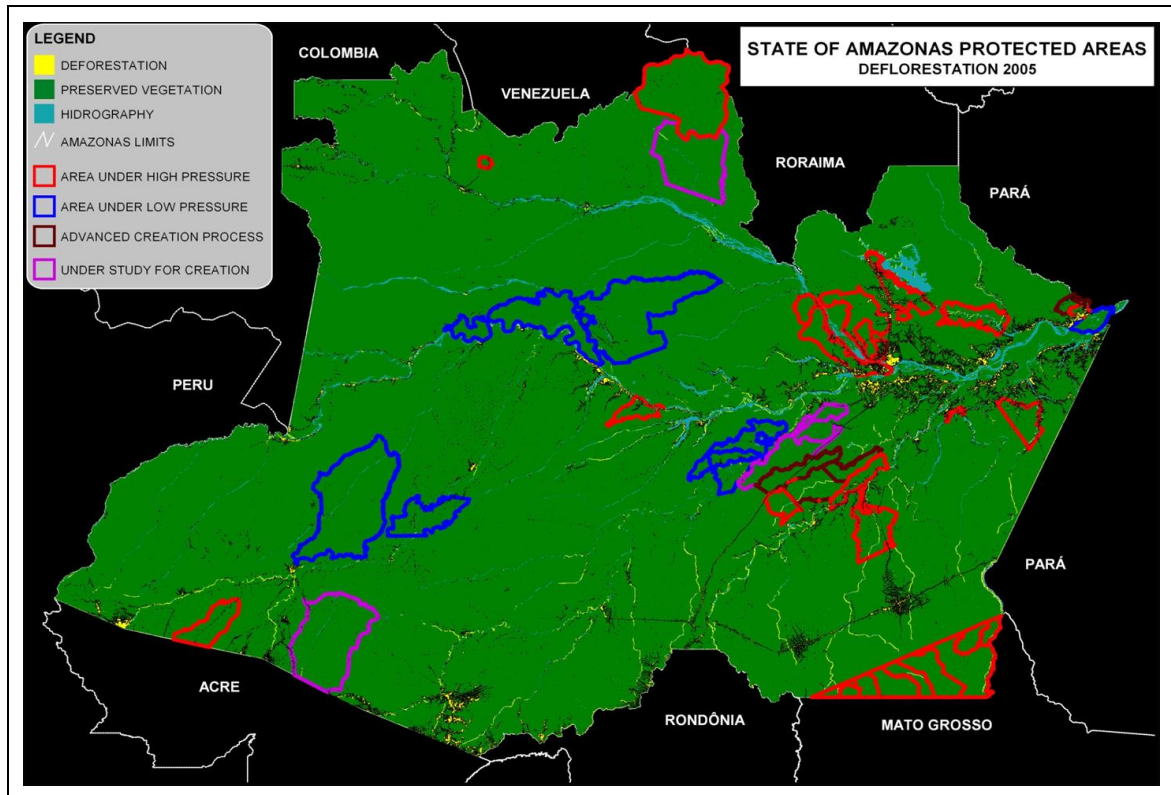 STATE OF AMAZONAS PROTECTED AREAS
DEFLORESTATION 2005
LEGEND
DEFORESTATION
PRESERVED VEGETATION
HIDROGRAPHY
AMAZONAS LIMITS
AREA UNDER HIGH PRESSURE
AREA UNDER LOW PRESSURE
ADVANCED CREATION PROCESS
UNDER STUDY FOR CREATION
COLOMBIA
VENEZUELA
RORAIMA
PARÁ
PERU
PARÁ
ACRE
RONDÔNIA
MATO GROSSO